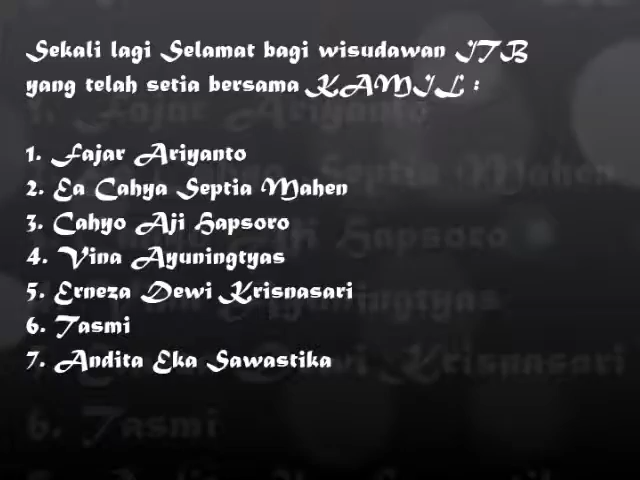 Sekali lagi Selamat bagi wisudawan ITB
yang telah setia bersama KAMIL :
1. Fajar Ariyanto
2. Ea Cahya Septia Mahen
3. Cahyo Aji Hapsoro
4. Vina Ayuningtyas
5. Erneza Dewi Krisnasari
6. Tasmi
7. Andita Eka Sawastika